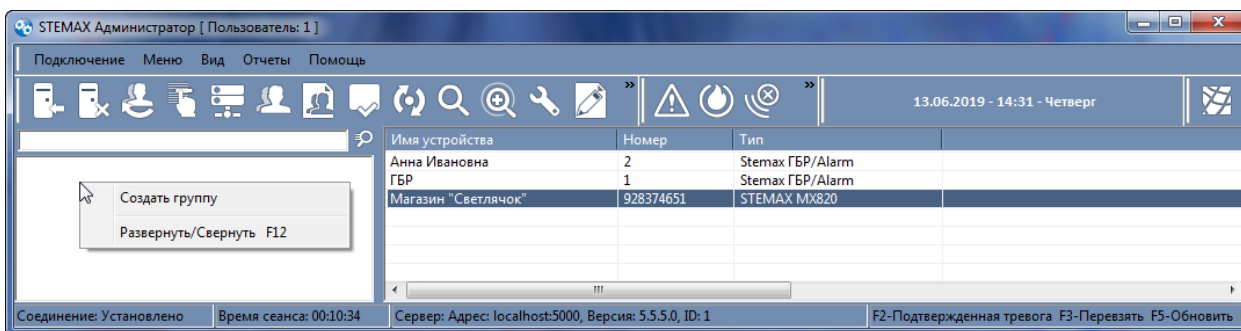 STEMAX Администратор [ Пользователь: 1 ]
Подключение Меню Вид Отчеты Помощь
13.06.2019 - 14:31 - Четверг
Имя устройства Номер Тип
Анна Ивановна 2 Stemax ГБР/Alarm
ГБР 1 Stemax ГБР/Alarm
Магазин "Светлячок" 928374651 STEMAX MX820
Создать группу
Развернуть/Свернуть F12
Соединение: Установлено Время сеанса: 00:10:34 Сервер: Адрес: localhost:5000, Версия: 5.5.5.0, ID: 1 F2-Подтвержденная тревога F3-Перевзять F5-Обновить